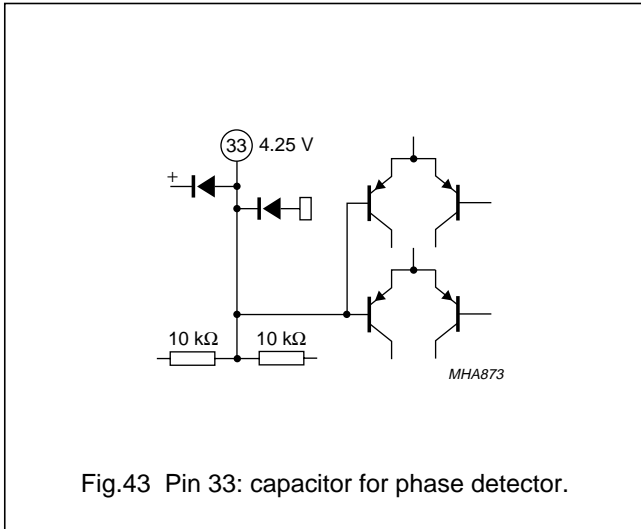 33 4.25 V
+
10 kΩ 10 kΩ
MHA873
Fig.43 Pin 33: capacitor for phase detector.